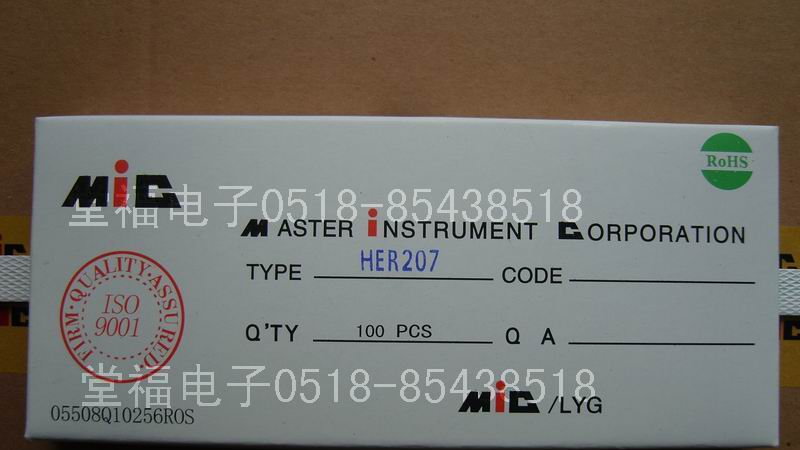 RoHS
MiC
堂福电子0518-85438518
MASTER INSTRUMENT CORPORATION
TYPE HER207 CODE
FIRM·QUALITY·ASSURED.
ISO
9001
Q'TY 100 PCS Q A
堂福电子0518-85438518
MiC/LYG
05508Q10256ROS